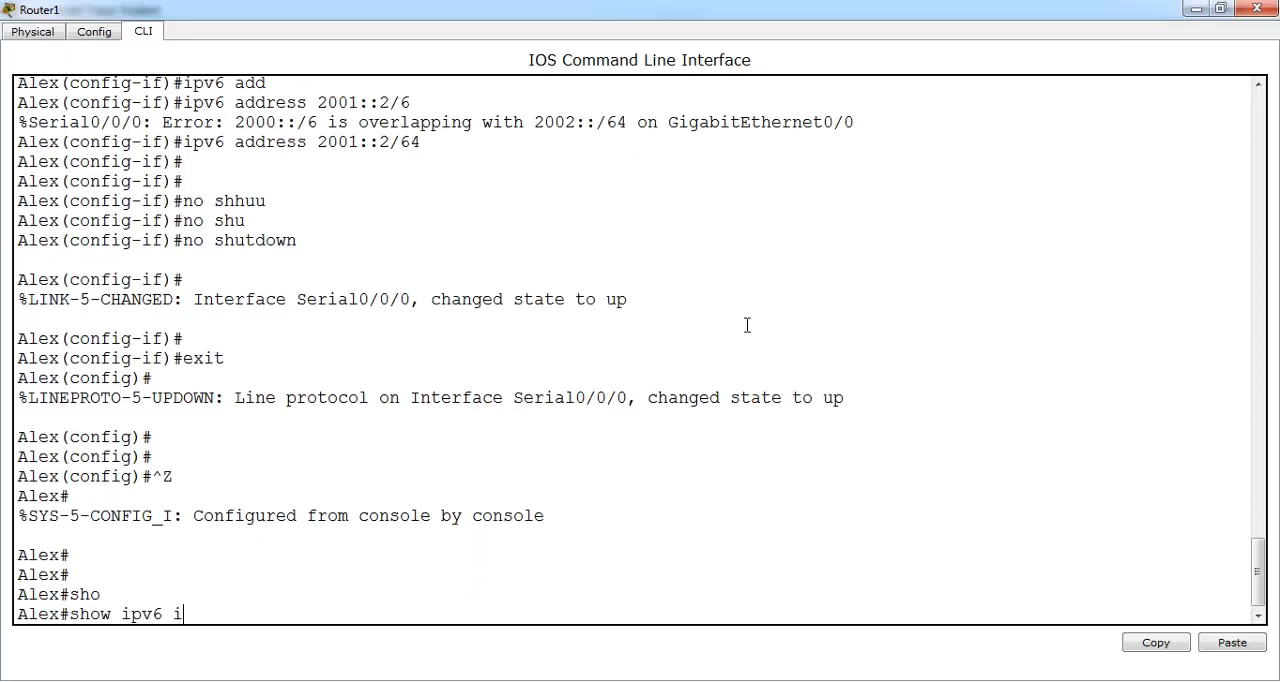 Router1
Physical
Config
CLI
IOS Command Line Interface
Alex(config-if)#ipv6 add
Alex(config-if)#ipv6 address 2001::2/6
%Serial0/0/0: Error: 2000::/6 is overlapping with 2002::/64 on GigabitEthernet0/0
Alex(config-if)#ipv6 address 2001::2/64
Alex(config-if)#
Alex(config-if)#
Alex(config-if)#no shhuu
Alex(config-if)#no shu
Alex(config-if)#no shutdown
Alex(config-if)#
%LINK-5-CHANGED: Interface Serial0/0/0, changed state to up
Alex(config-if)#
Alex(config-if)#exit
Alex(config)#
%LINEPROTO-5-UPDOWN: Line protocol on Interface Serial0/0/0, changed state to up
Alex(config)#
Alex(config)#
Alex(config)#^Z
Alex#
%SYS-5-CONFIG_I: Configured from console by console
Alex#
Alex#
Alex#sho
Alex#show ipv6 i
Copy
Paste